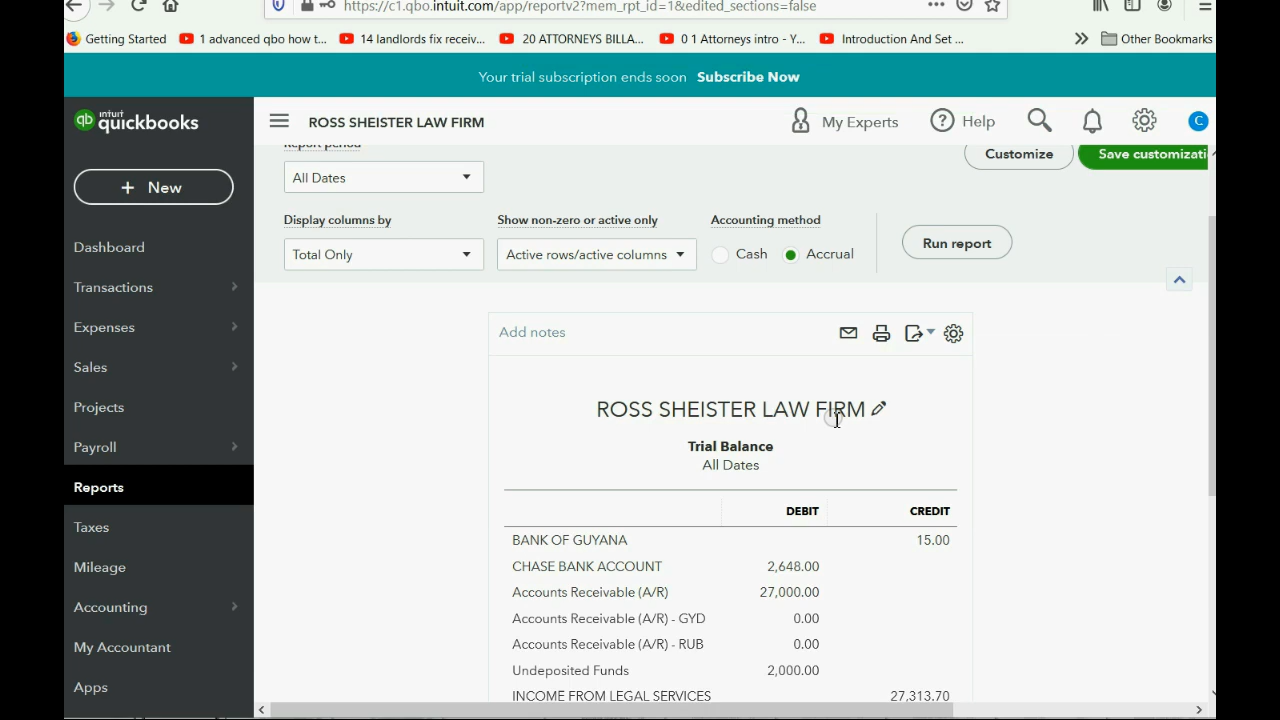 https://c1.qbo.intuit.com/app/reportv2?mem_rpt_id=1&edited_sections=false
Getting Started
1 advanced qbo how t...
14 landlords fix receiv...
20 ATTORNEYS BILLA...
0 1 Attorneys intro - Y...
Introduction And Set ...
Other Bookmarks
Your trial subscription ends soon Subscribe Now
qb intuit quickbooks
ROSS SHEISTER LAW FIRM
My Experts
Help
C
+ New
Dashboard
Transactions
Expenses
Sales
Projects
Payroll
Reports
Taxes
Mileage
Accounting
My Accountant
Apps
Report period
All Dates
Customize
Save customizati
Display columns by
Show non-zero or active only
Accounting method
Total Only
Active rows/active columns
Cash
Accrual
Run report
Add notes
ROSS SHEISTER LAW FIRM
Trial Balance
All Dates
DEBIT CREDIT
BANK OF GUYANA 15.00
CHASE BANK ACCOUNT 2,648.00
Accounts Receivable (A/R) 27,000.00
Accounts Receivable (A/R) - GYD 0.00
Accounts Receivable (A/R) - RUB 0.00
Undeposited Funds 2,000.00
INCOME FROM LEGAL SERVICES 27,313.70